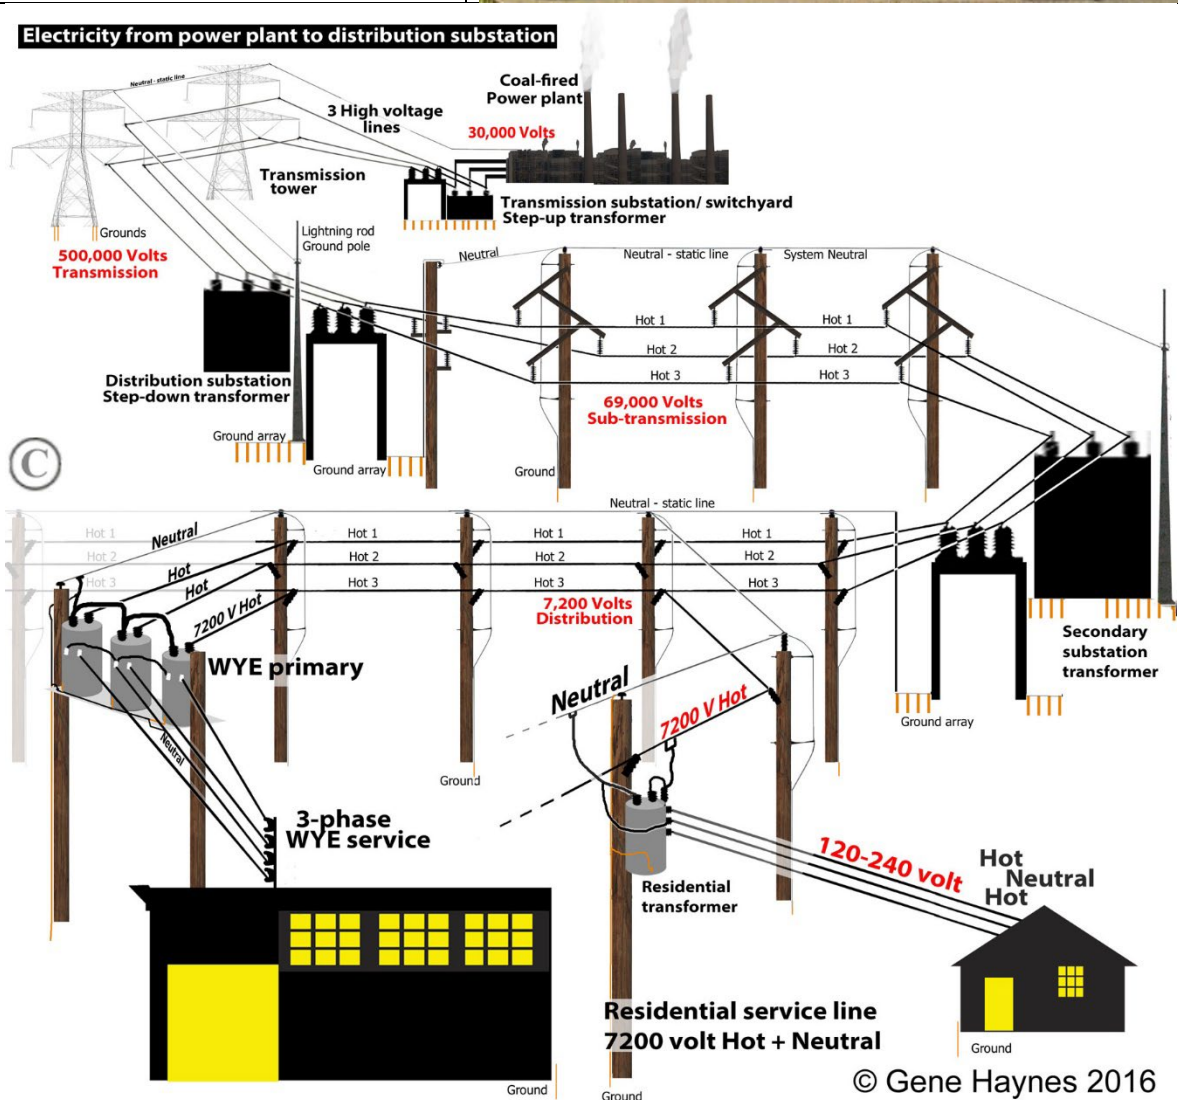 Electricity from power plant to distribution substation
Neutral - static line
Coal-fired
Power plant
3 High voltage
lines
30,000 Volts
Transmission
tower
Transmission substation/ switchyard
Step-up transformer
Grounds
500,000 Volts
Transmission
Lightning rod
Ground pole
Neutral
Neutral - static line
System Neutral
Hot 1
Hot 1
Hot 2
Hot 2
Hot 3
Hot 3
Distribution substation
Step-down transformer
69,000 Volts
Sub-transmission
Ground array
Ground array
Ground
©
Neutral - static line
Hot 1
Neutral
Hot 1
Hot 1
Hot 1
Hot 2
Hot
Hot 2
Hot 2
Hot 2
Hot 3
Hot
Hot 3
Hot 3
Hot 3
7200 V Hot
7,200 Volts
Distribution
WYE primary
Secondary
substation
transformer
Neutral
7200 V Hot
Ground array
Neutral
Ground
3-phase
WYE service
120-240 volt
Hot
Neutral
Hot
Residential
transformer
Residential service line
7200 volt Hot + Neutral
Ground
Ground
Ground
© Gene Haynes 2016